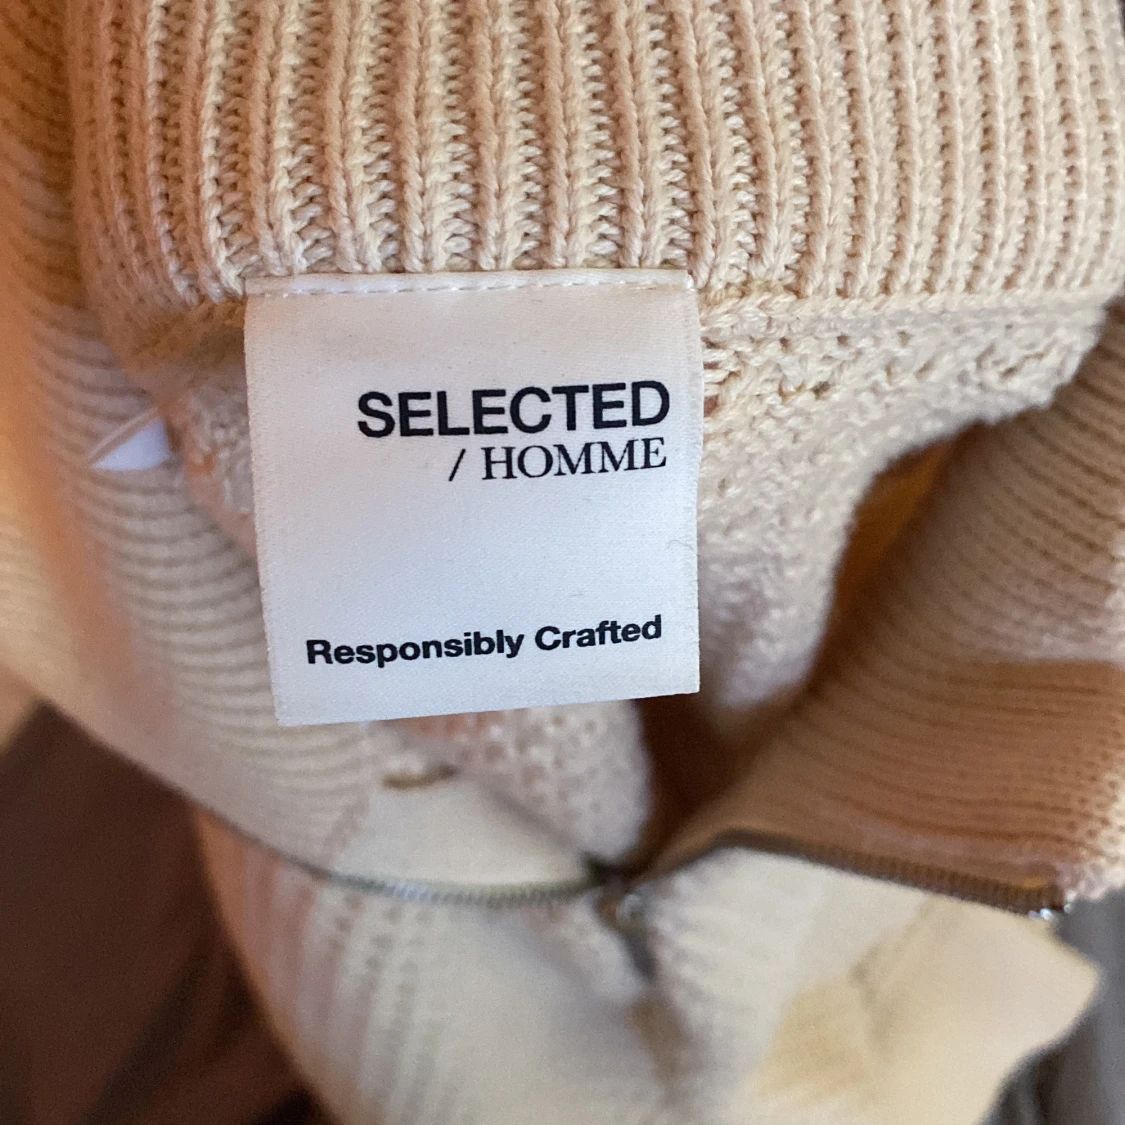 SELECTED
/ HOMME
Responsibly Crafted